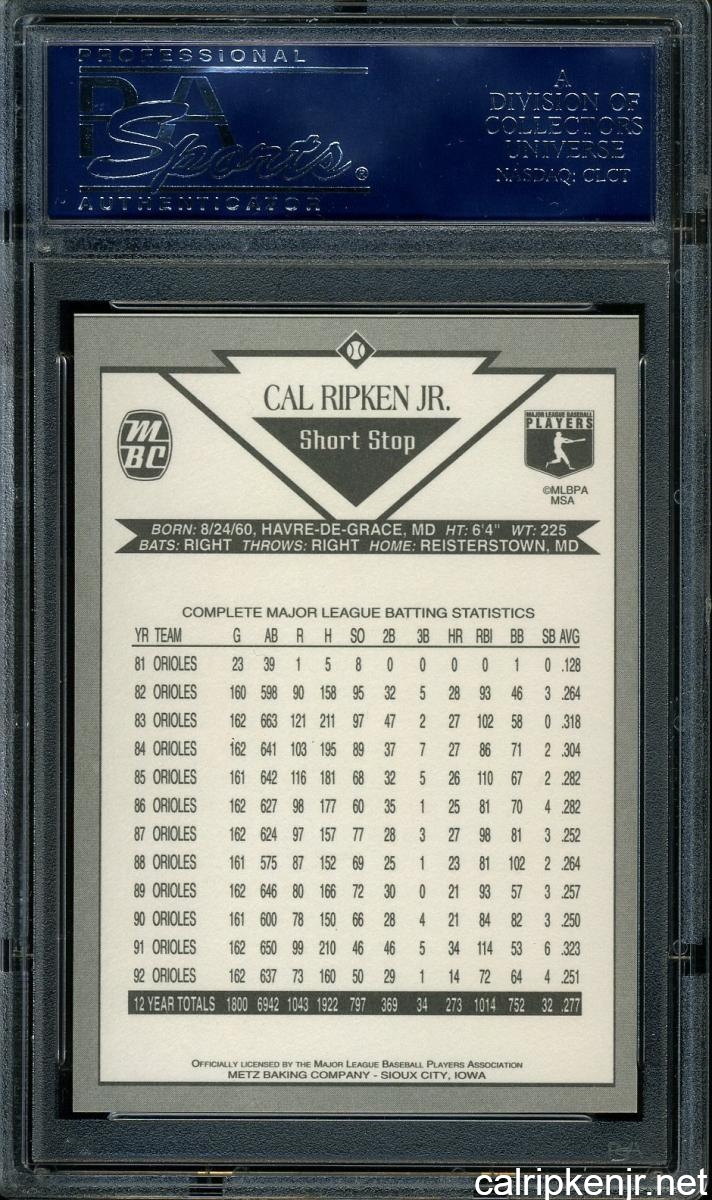 PROFESSIONAL
PSA
Sports®
AUTHENTICATOR
A
DIVISION OF
COLLECTORS
UNIVERSE
NASDAQ: CLCT
CAL RIPKEN JR.
Short Stop
MBC
MAJOR LEAGUE BASEBALL
PLAYERS
©MLBPA
MSA
BORN: 8/24/60, HAVRE-DE-GRACE, MD HT: 6'4" WT: 225
BATS: RIGHT THROWS: RIGHT HOME: REISTERSTOWN, MD
COMPLETE MAJOR LEAGUE BATTING STATISTICS
YR TEAM G AB R H SO 2B 3B HR RBI BB SB AVG
81 ORIOLES 23 39 1 5 8 0 0 0 0 1 0 .128
82 ORIOLES 160 598 90 158 95 32 5 28 93 46 3 .264
83 ORIOLES 162 663 121 211 97 47 2 27 102 58 0 .318
84 ORIOLES 162 641 103 195 89 37 7 27 86 71 2 .304
85 ORIOLES 161 642 116 181 68 32 5 26 110 67 2 .282
86 ORIOLES 162 627 98 177 60 35 1 25 81 70 4 .282
87 ORIOLES 162 624 97 157 77 28 3 27 98 81 3 .252
88 ORIOLES 161 575 87 152 69 25 1 23 81 102 2 .264
89 ORIOLES 162 646 80 166 72 30 0 21 93 57 3 .257
90 ORIOLES 161 600 78 150 66 28 4 21 84 82 3 .250
91 ORIOLES 162 650 99 210 46 46 5 34 114 53 6 .323
92 ORIOLES 162 637 73 160 50 29 1 14 72 64 4 .251
12 YEAR TOTALS 1800 6942 1043 1922 797 369 34 273 1014 752 32 .277
OFFICIALLY LICENSED BY THE MAJOR LEAGUE BASEBALL PLAYERS ASSOCIATION
METZ BAKING COMPANY - SIOUX CITY, IOWA
PSA
calripkenjr.net